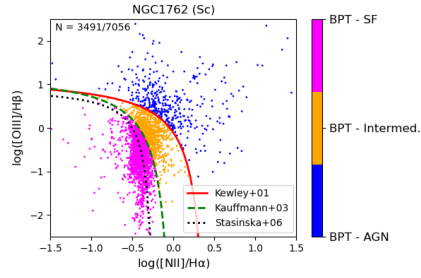 NGC1762 (Sc)
N = 3491/7056
log([OIII]/Hβ)
2
1
0
−1
−2
−1.5
−1.0
−0.5
0.0
0.5
1.0
1.5
log([NII]/Hα)
Kewley+01
Kauffmann+03
Stasinska+06
BPT - SF
BPT - Intermed.
BPT - AGN